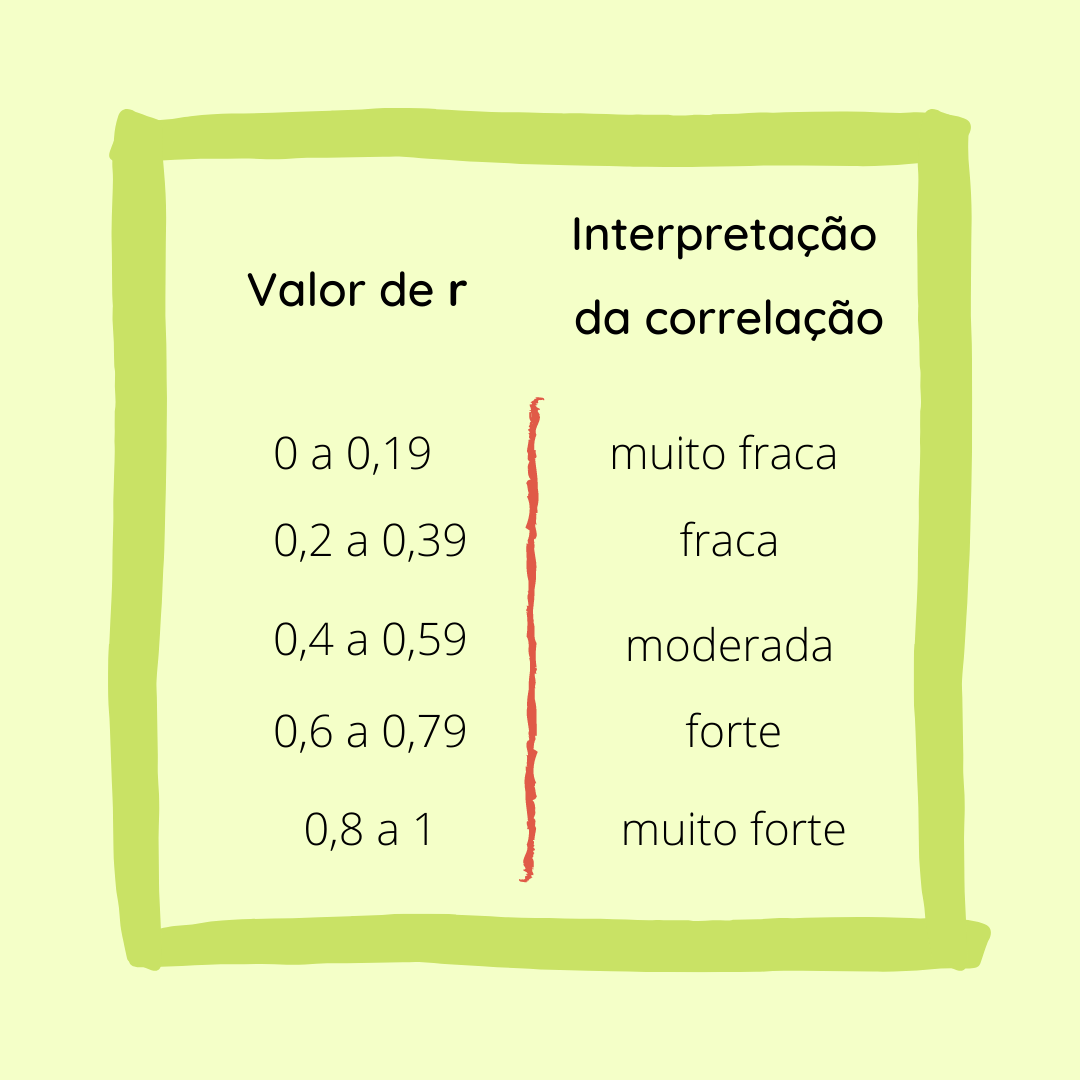 Valor de r
Interpretação
da correlação
0 a 0,19
muito fraca
0,2 a 0,39
fraca
0,4 a 0,59
moderada
0,6 a 0,79
forte
0,8 a 1
muito forte